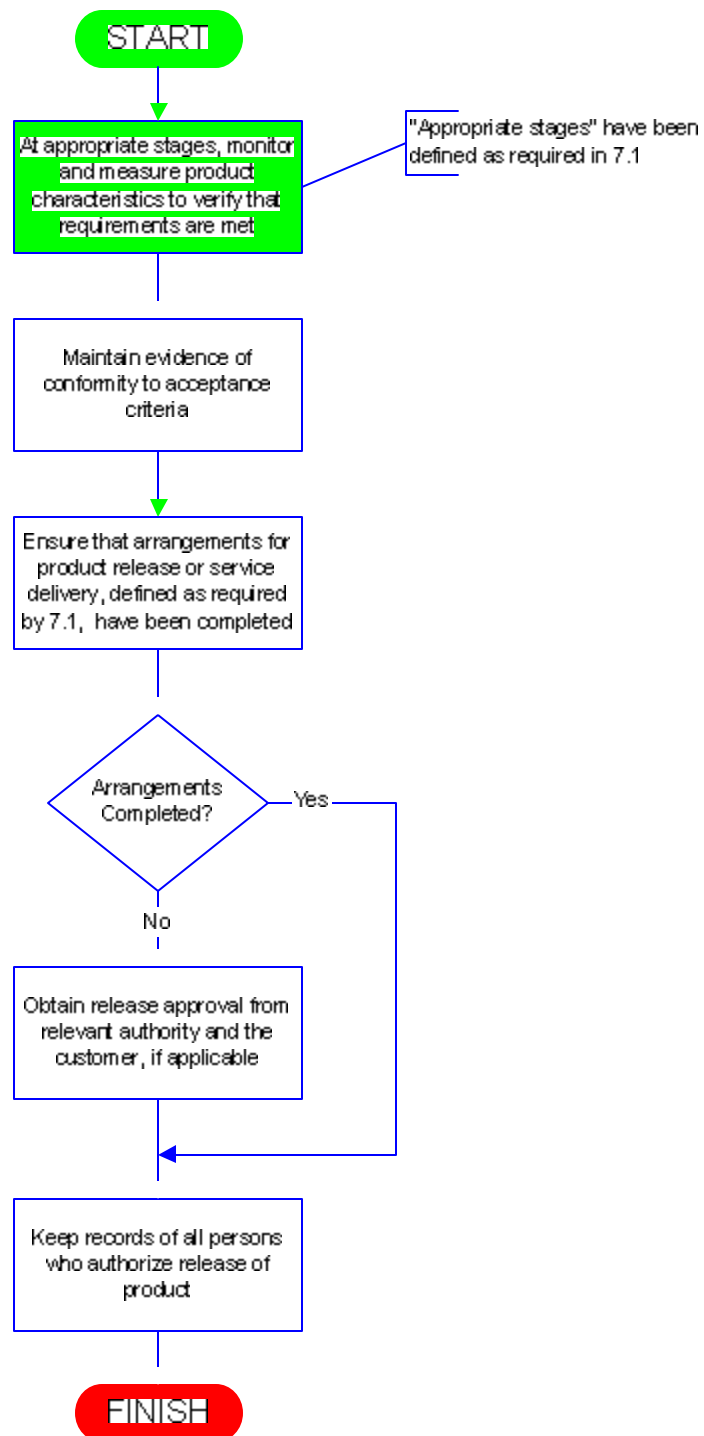 START
At appropriate stages, monitor
and measure product
characteristics to verify that
requirements are met
"Appropriate stages" have been
defined as required in 7.1
Maintain evidence of
conformity to acceptance
criteria
Ensure that arrangements for
product release or service
delivery, defined as required
by 7.1, have been completed
Arrangements
Completed?
Yes
No
Obtain release approval from
relevant authority and the
customer, if applicable
Keep records of all persons
who authorize release of
product
FINISH